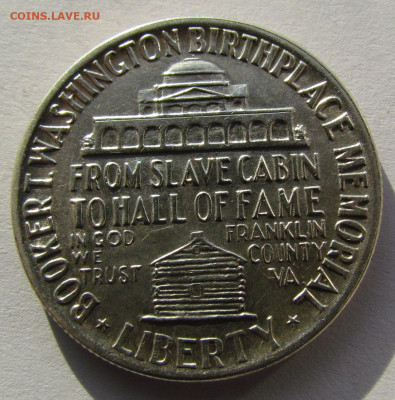 COINS.LAV.RU
BOOKER T. WASHINGTON BIRTHPLACE MEMORIAL
FROM SLAVE CABIN
TO HALL OF FAME
IN GOD
WE
TRUST
FRANKLIN
COUNTY
VA.
LIBERTY